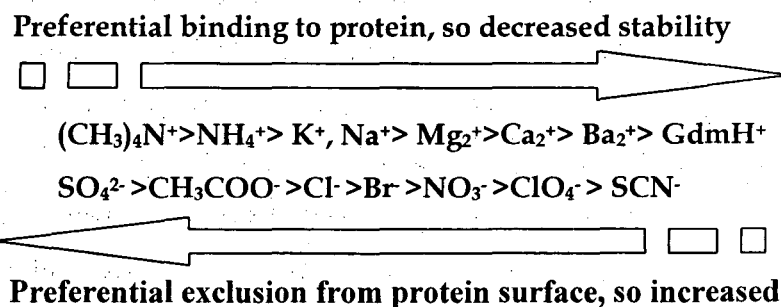 Preferential binding to protein, so decreased stability
(CH₃)₄N⁺>NH₄⁺> K⁺, Na⁺> Mg₂⁺>Ca₂⁺> Ba₂⁺> GdmH⁺
SO₄²⁻>CH₃COO⁻>Cl⁻>Br⁻>NO₃⁻>ClO₄⁻> SCN⁻
Preferential exclusion from protein surface, so increased